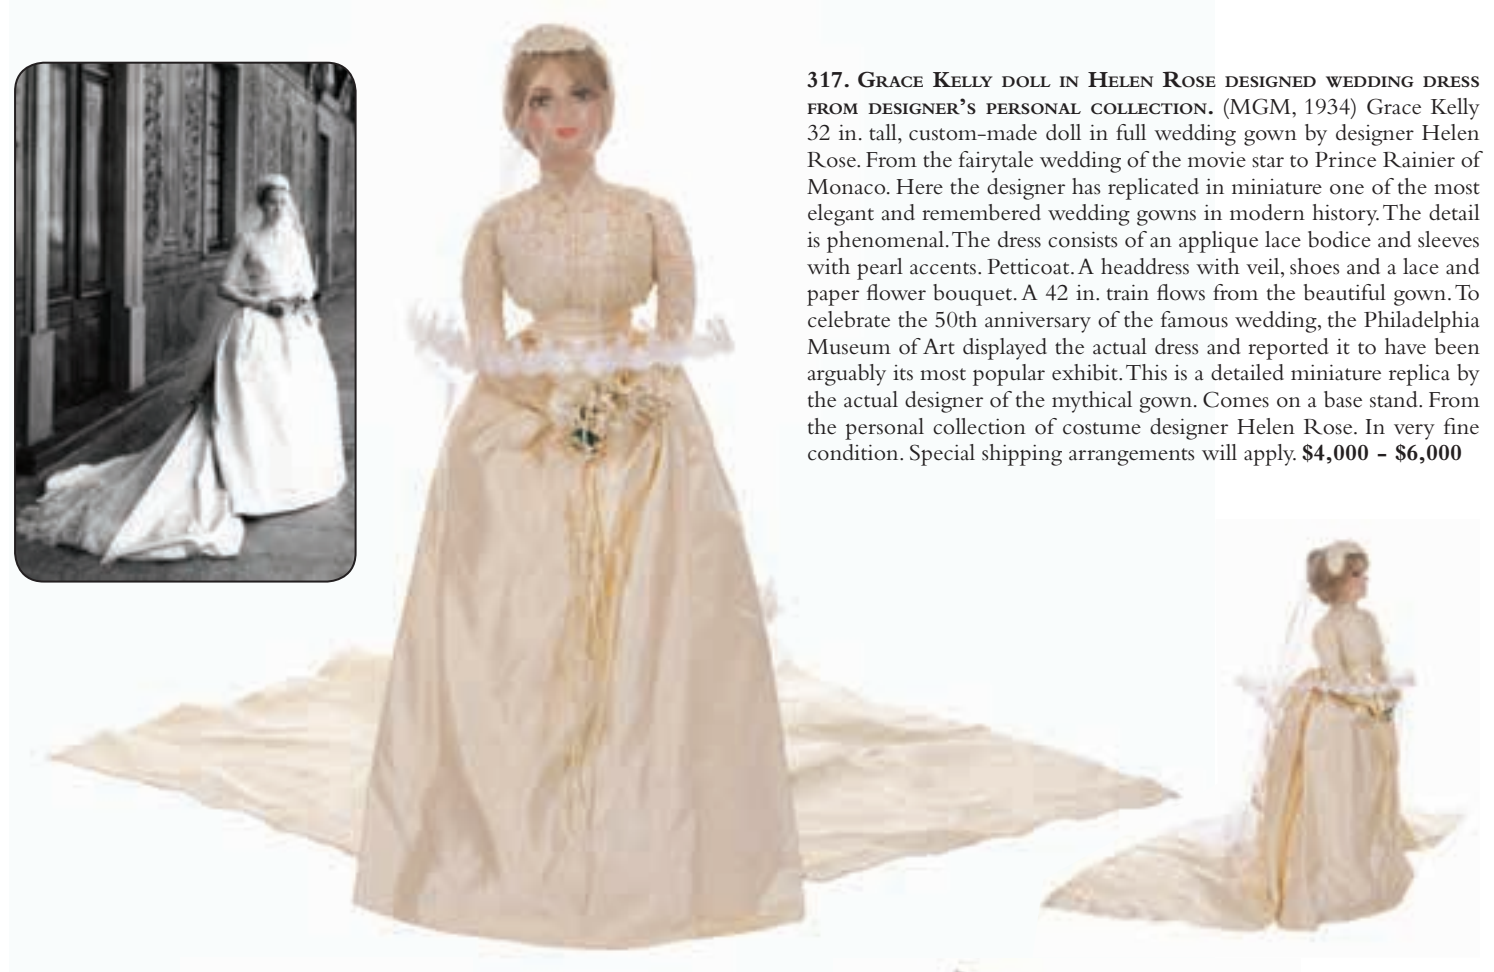 317. Grace Kelly doll in Helen Rose designed wedding dress
from designer's personal collection. (MGM, 1934) Grace Kelly
32 in. tall, custom-made doll in full wedding gown by designer Helen
Rose. From the fairytale wedding of the movie star to Prince Rainier of
Monaco. Here the designer has replicated in miniature one of the most
elegant and remembered wedding gowns in modern history. The detail
is phenomenal. The dress consists of an applique lace bodice and sleeves
with pearl accents. Petticoat. A headdress with veil, shoes and a lace and
paper flower bouquet. A 42 in. train flows from the beautiful gown. To
celebrate the 50th anniversary of the famous wedding, the Philadelphia
Museum of Art displayed the actual dress and reported it to have been
arguably its most popular exhibit. This is a detailed miniature replica by
the actual designer of the mythical gown. Comes on a base stand. From
the personal collection of costume designer Helen Rose. In very fine
condition. Special shipping arrangements will apply. $4,000 – $6,000